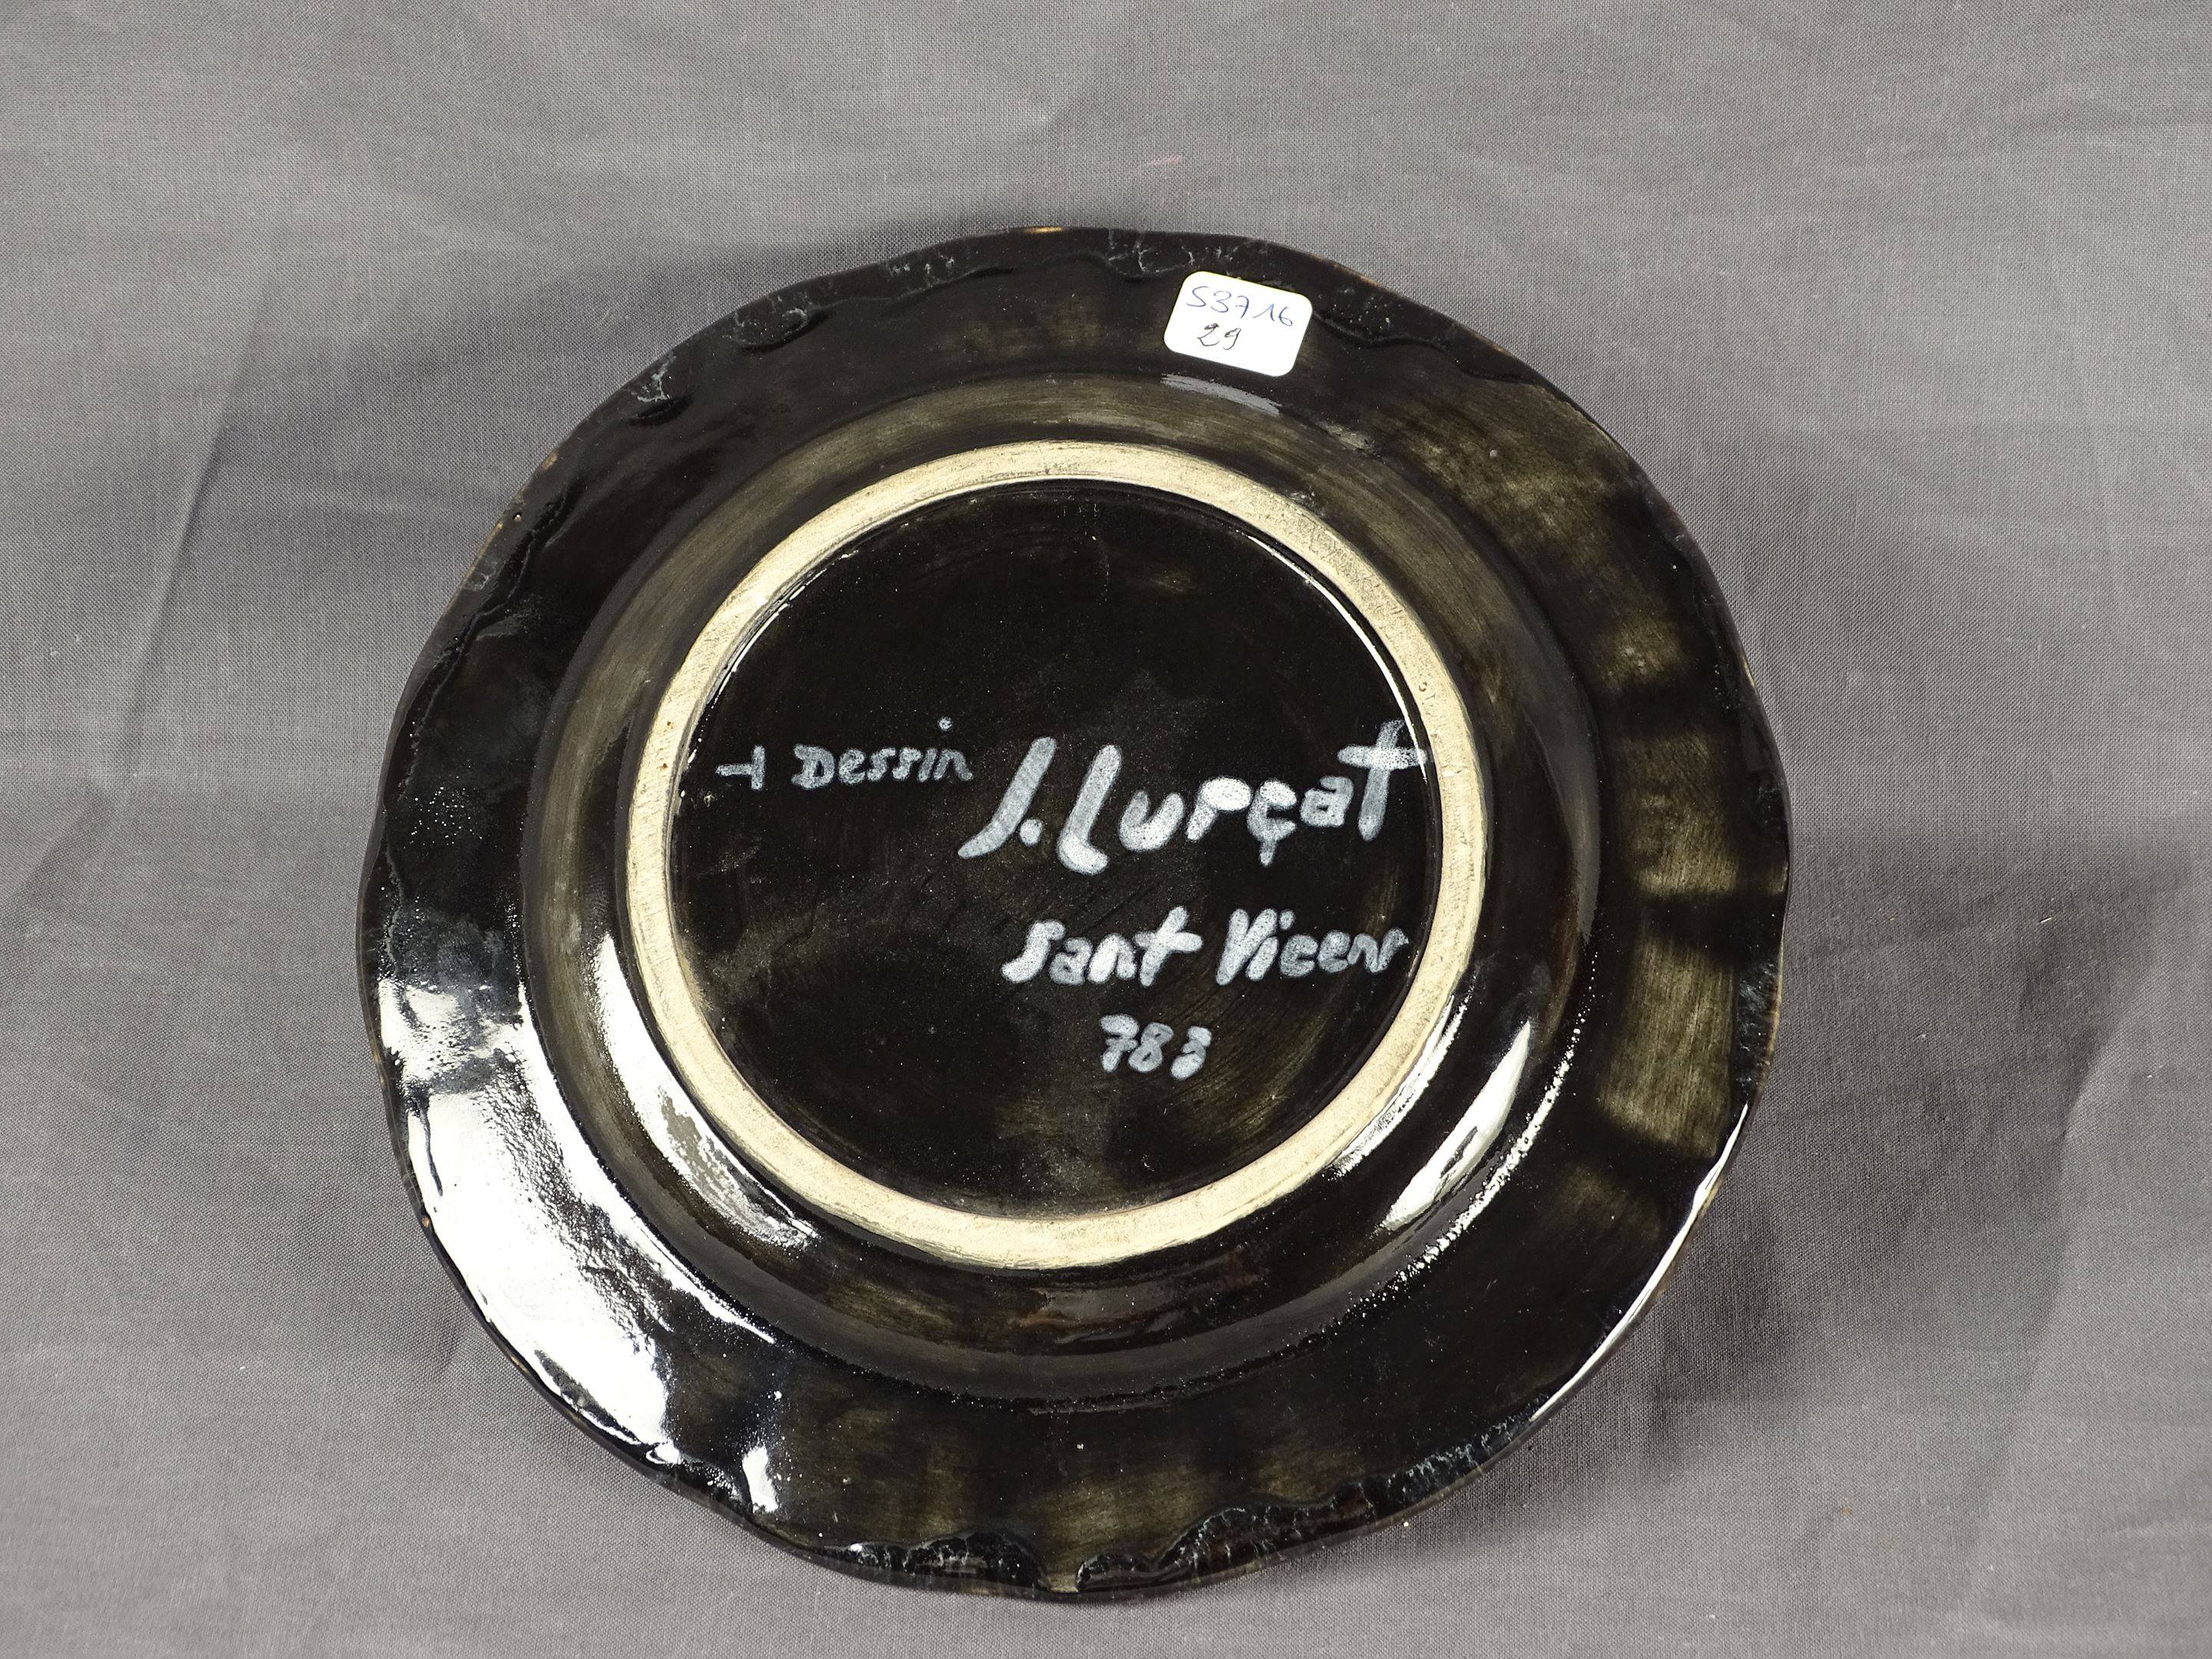 53716
29
⊣ Dessin J. Lurçat
Sant Vicens
783